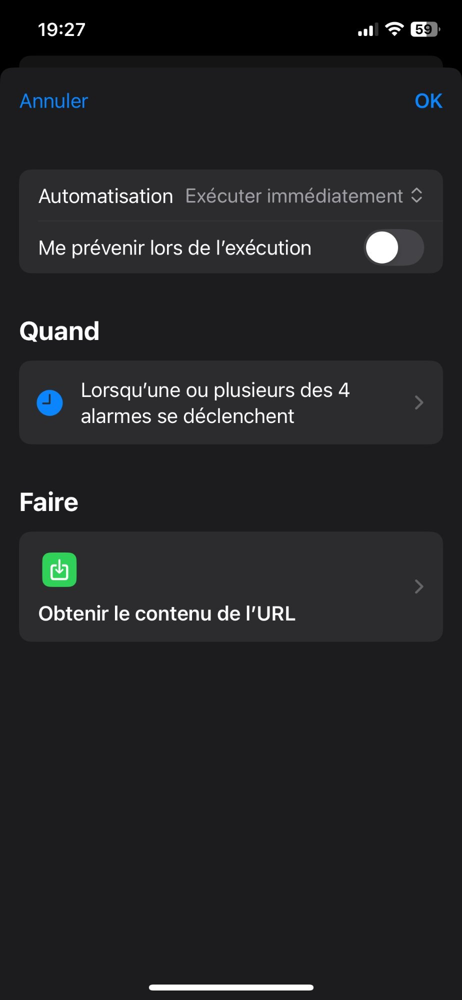 19:27
59
Annuler
OK
Automatisation Exécuter immédiatement
Me prévenir lors de l’exécution
Quand
Lorsqu’une ou plusieurs des 4
alarmes se déclenchent
Faire
Obtenir le contenu de l’URL